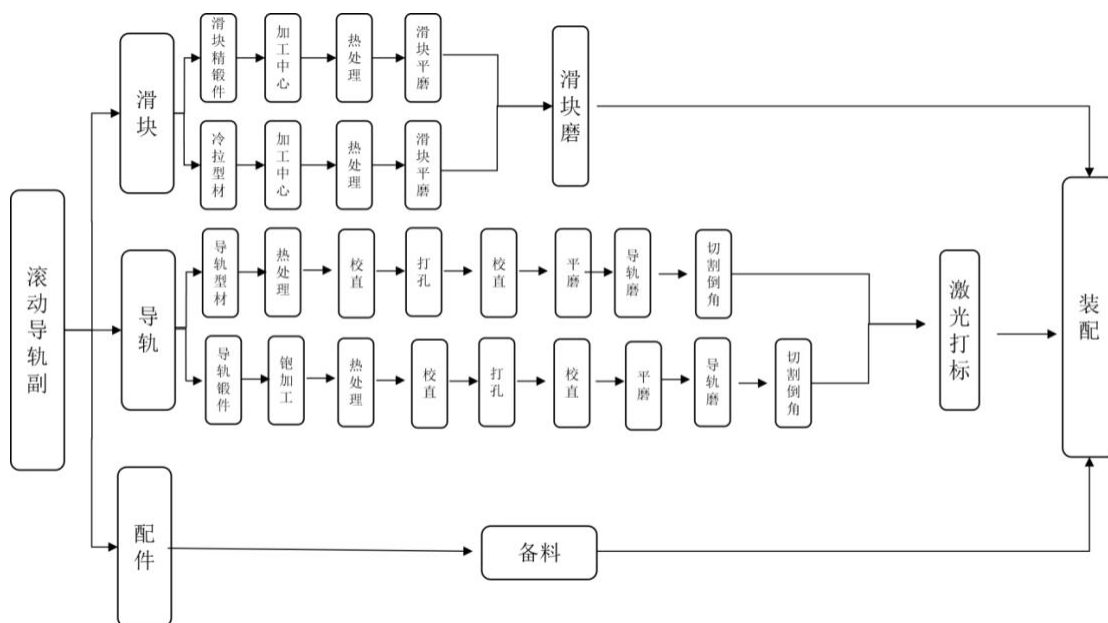 滚动导轨副
滑块
滑块精锻件
加工中心
热处理
滑块平磨
冷拉型材
加工中心
热处理
滑块平磨
滑块磨
导轨
导轨型材
热处理
校直
打孔
校直
平磨
导轨磨
切割倒角
导轨锻件
铇加工
热处理
校直
打孔
校直
平磨
导轨磨
切割倒角
激光打标
配件
备料
装配